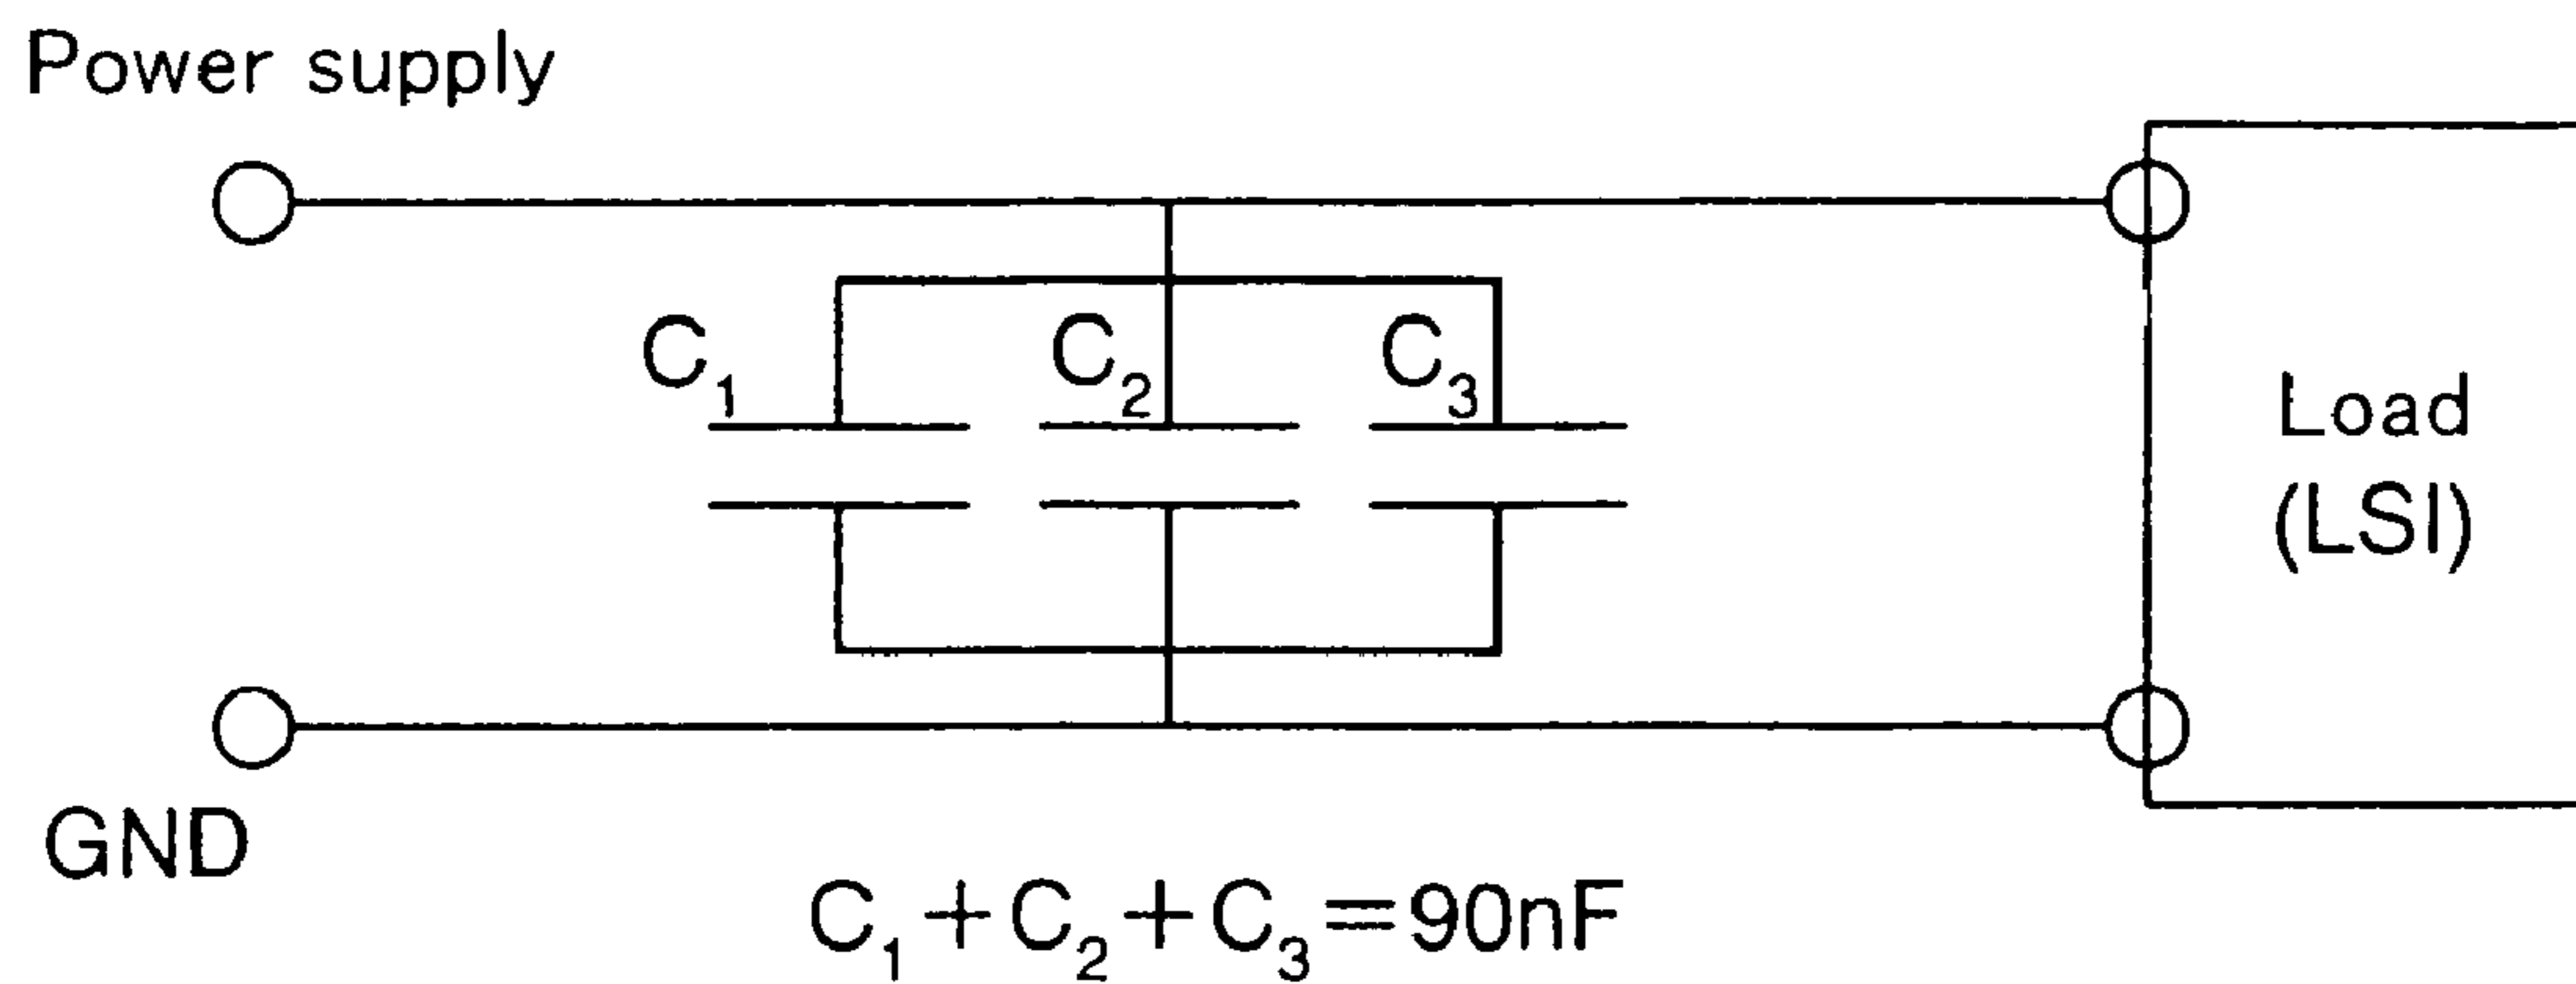 Power supply
C₁ C₂ C₃
Load
(LSI)
GND
C₁+C₂+C₃=90nF